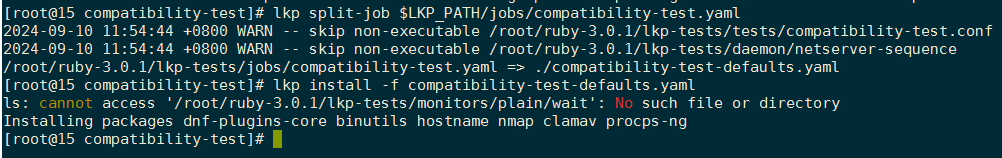 [root@15 compatibility-test]# lkp split-job $LKP_PATH/jobs/compatibility-test.yaml
2024-09-10 11:54:44 +0800 WARN -- skip non-executable /root/ruby-3.0.1/lkp-tests/tests/compatibility-test.conf
2024-09-10 11:54:44 +0800 WARN -- skip non-executable /root/ruby-3.0.1/lkp-tests/daemon/netserver-sequence
/root/ruby-3.0.1/lkp-tests/jobs/compatibility-test.yaml => ./compatibility-test-defaults.yaml
[root@15 compatibility-test]# lkp install -f compatibility-test-defaults.yaml
ls: cannot access '/root/ruby-3.0.1/lkp-tests/monitors/plain/wait': No such file or directory
Installing packages dnf-plugins-core binutils hostname nmap clamav procps-ng
[root@15 compatibility-test]#